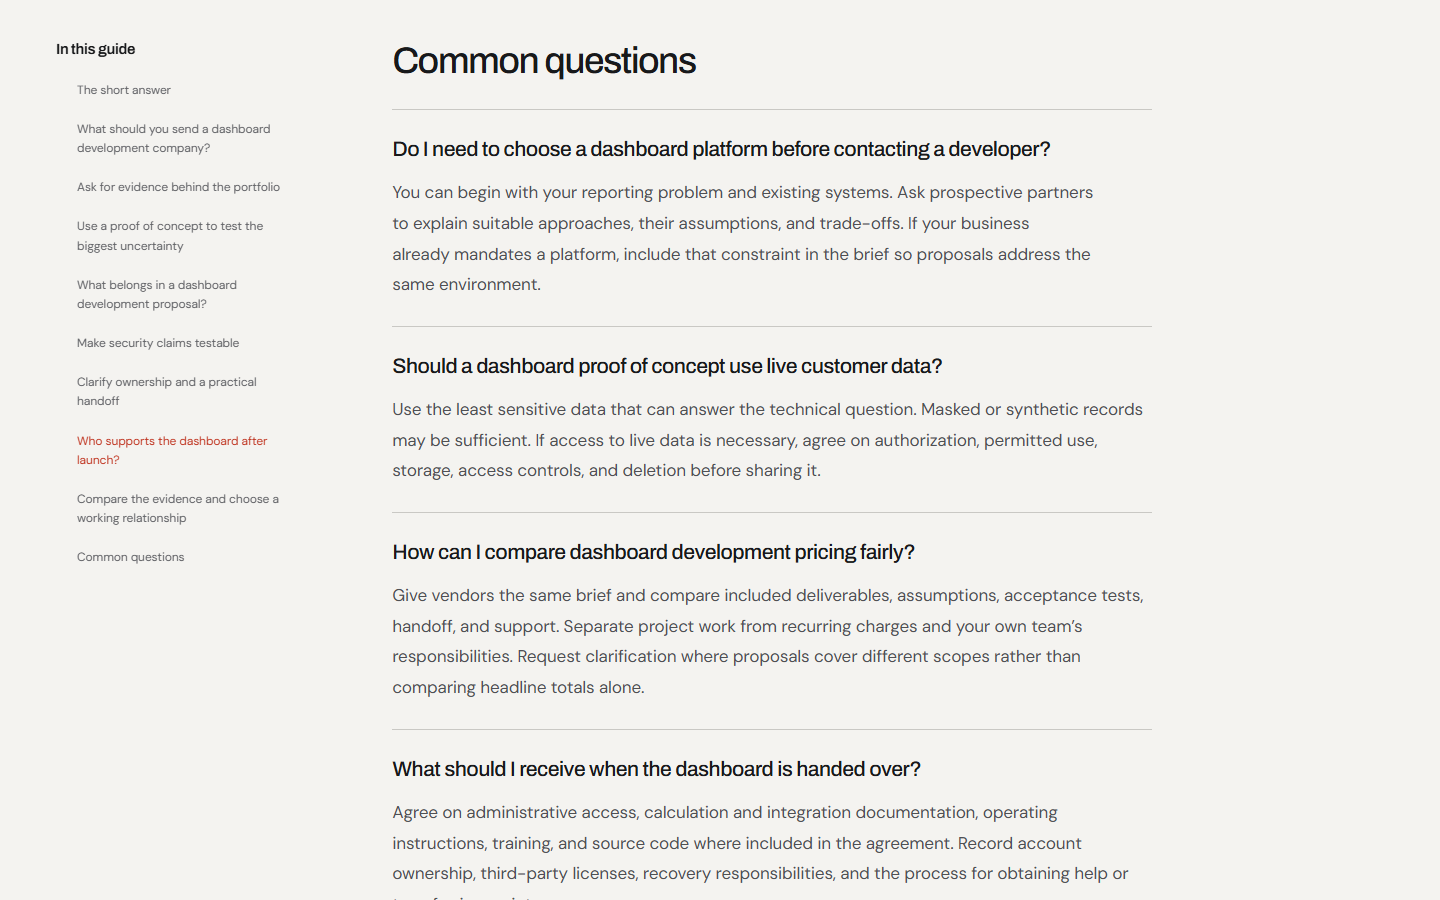 In this guide
The short answer
What should you send a dashboard
development company?
Ask for evidence behind the portfolio
Use a proof of concept to test the
biggest uncertainty
What belongs in a dashboard
development proposal?
Make security claims testable
Clarify ownership and a practical
handoff
Who supports the dashboard after
launch?
Compare the evidence and choose a
working relationship
Common questions
Common questions
Do I need to choose a dashboard platform before contacting a developer?
You can begin with your reporting problem and existing systems. Ask prospective partners
to explain suitable approaches, their assumptions, and trade-offs. If your business
already mandates a platform, include that constraint in the brief so proposals address the
same environment.
Should a dashboard proof of concept use live customer data?
Use the least sensitive data that can answer the technical question. Masked or synthetic records
may be sufficient. If access to live data is necessary, agree on authorization, permitted use,
storage, access controls, and deletion before sharing it.
How can I compare dashboard development pricing fairly?
Give vendors the same brief and compare included deliverables, assumptions, acceptance tests,
handoff, and support. Separate project work from recurring charges and your own team’s
responsibilities. Request clarification where proposals cover different scopes rather than
comparing headline totals alone.
What should I receive when the dashboard is handed over?
Agree on administrative access, calculation and integration documentation, operating
instructions, training, and source code where included in the agreement. Record account
ownership, third-party licenses, recovery responsibilities, and the process for obtaining help or